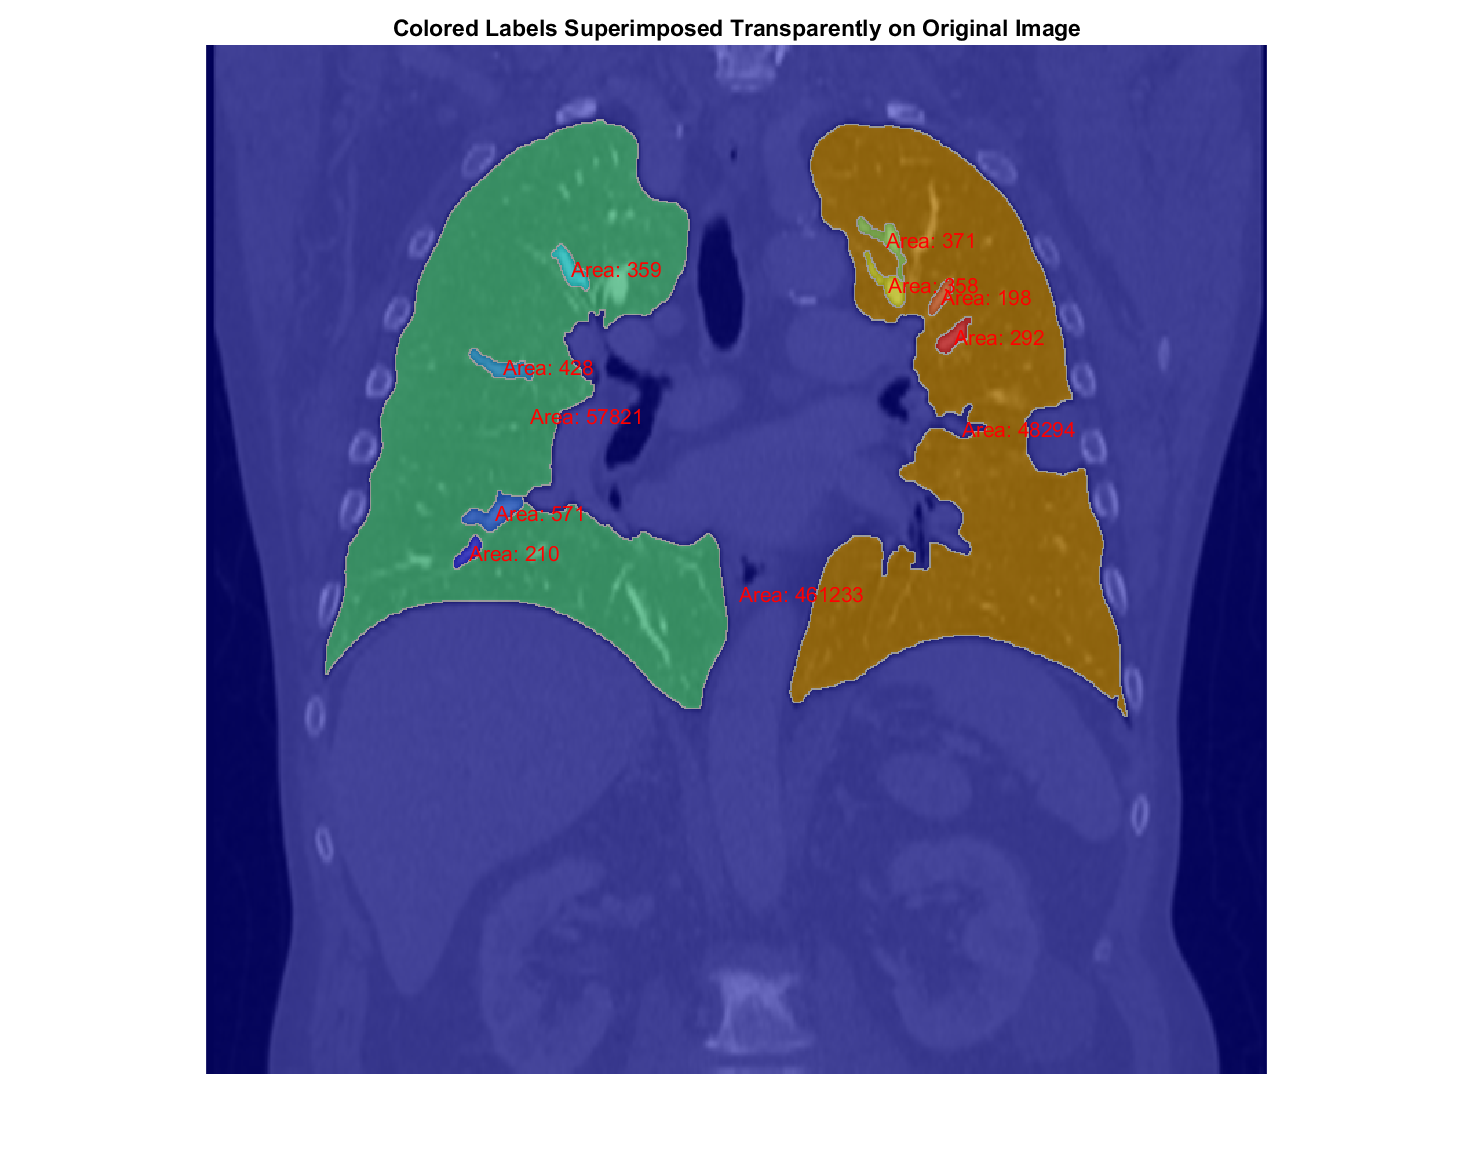 Colored Labels Superimposed Transparently on Original Image
Area: 371
Area: 359
Area: 358
Area: 198
Area: 292
Area: 428
Area: 57821
Area: 48294
Area: 571
Area: 210
Area: 461233